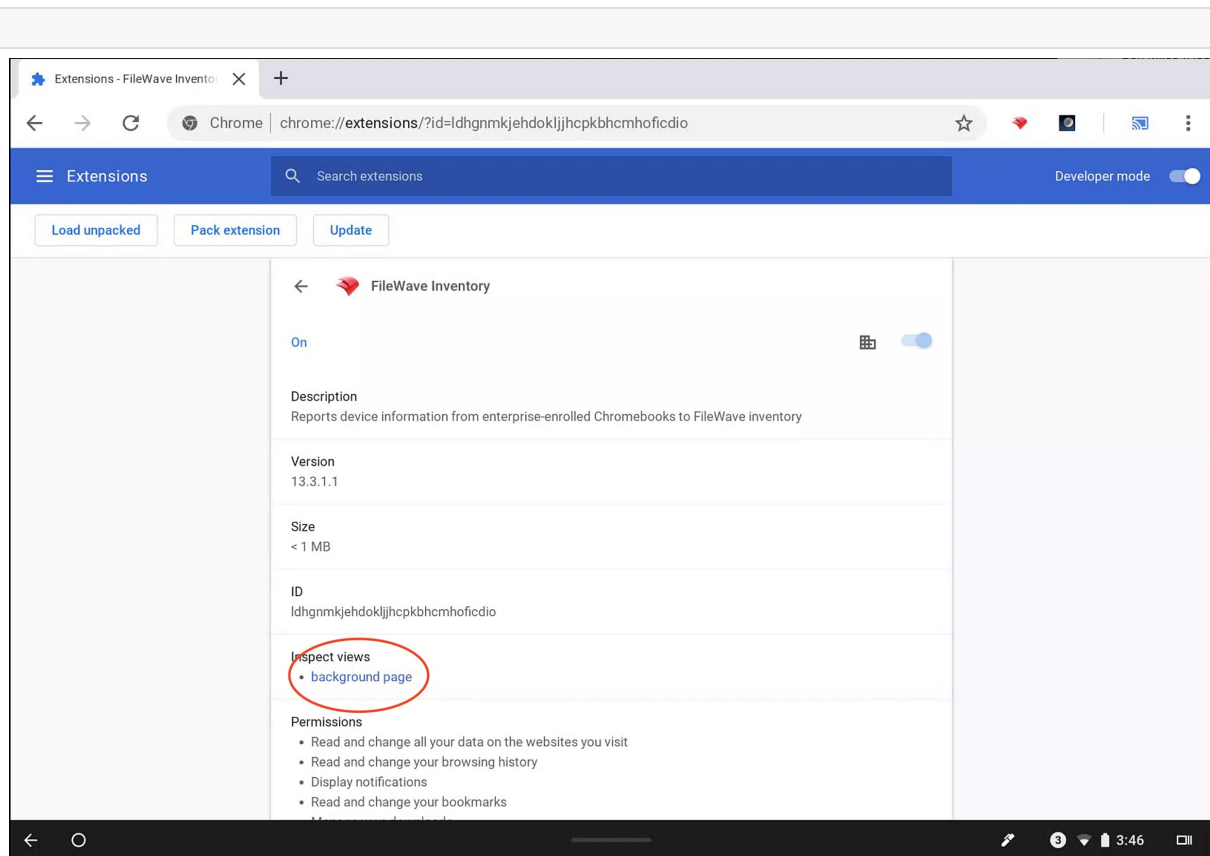 Extensions - FileWave Invento
Chrome chrome://extensions/?id=ldhgnmkjehdokljjhcpkbhcmhoficdio
Extensions
Search extensions
Developer mode
Load unpacked
Pack extension
Update
FileWave Inventory
On
Description
Reports device information from enterprise-enrolled Chromebooks to FileWave inventory
Version
13.3.1.1
Size
< 1 MB
ID
ldhgnmkjehdokljjhcpkbhcmhoficdio
Inspect views
• background page
Permissions
• Read and change all your data on the websites you visit
• Read and change your browsing history
• Display notifications
• Read and change your bookmarks
3 3:46